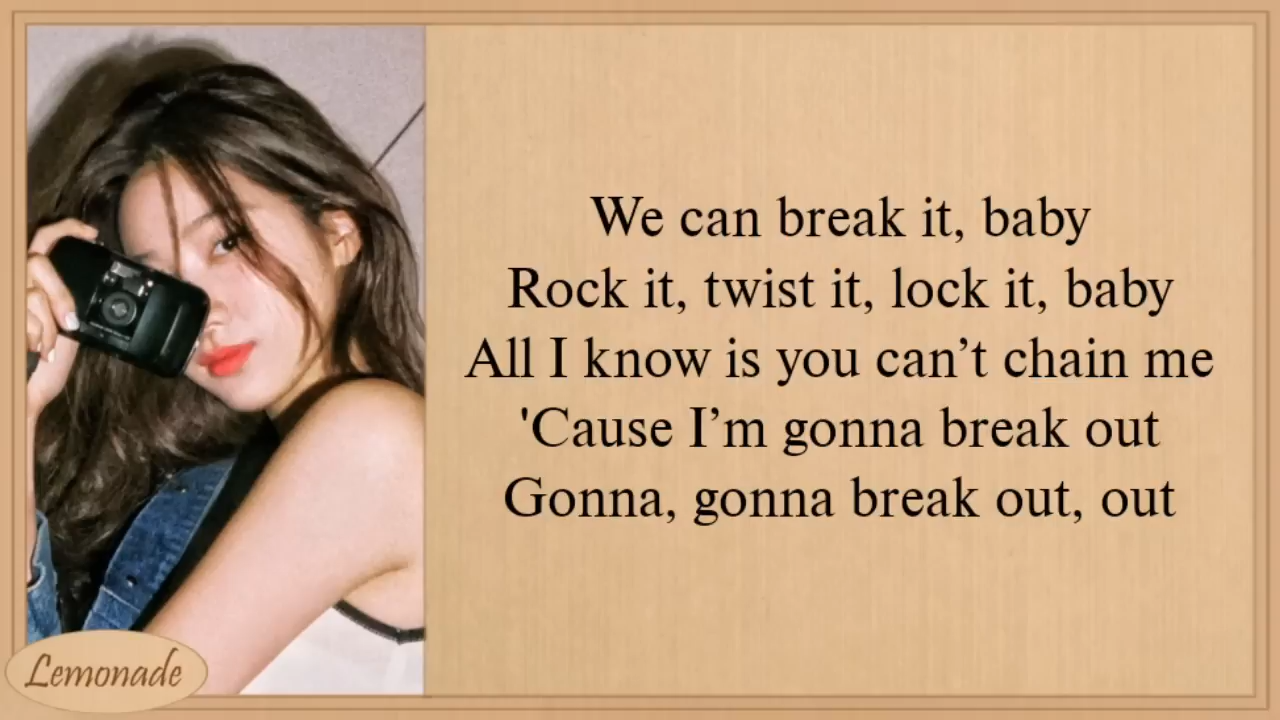 We can break it, baby
Rock it, twist it, lock it, baby
All I know is you can’t chain me
'Cause I’m gonna break out
Gonna, gonna break out, out
Lemonade